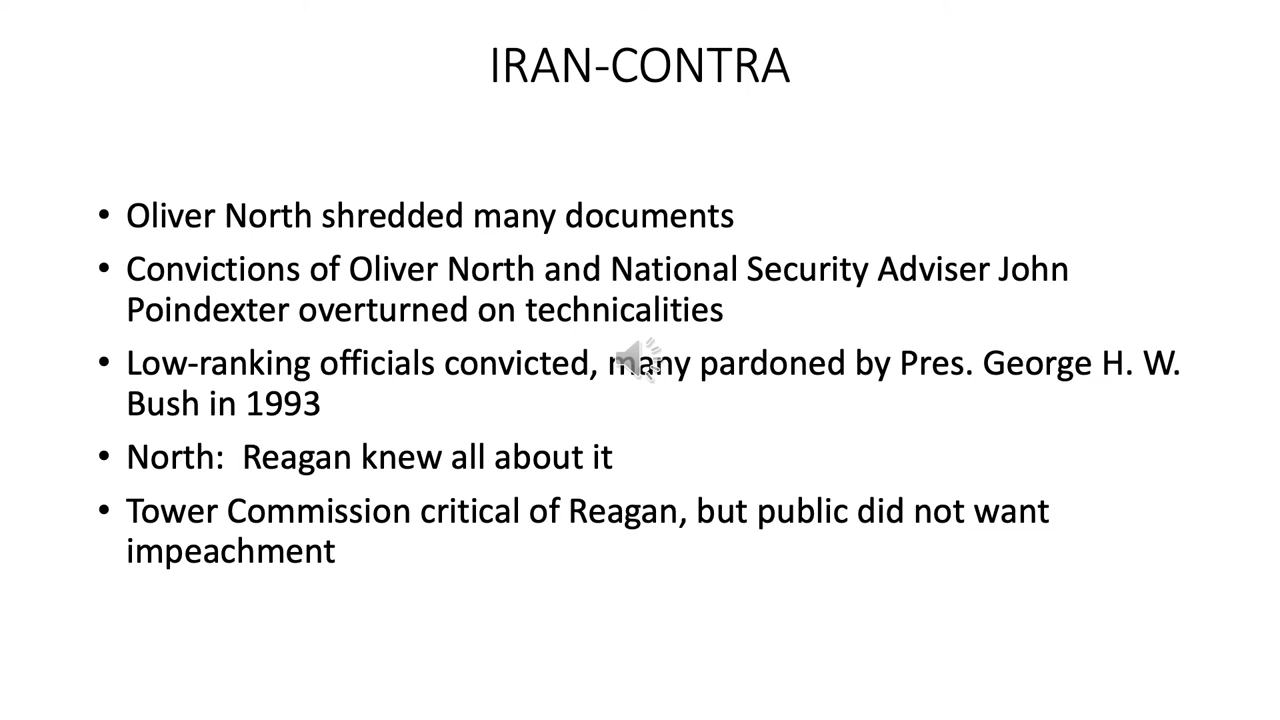 IRAN-CONTRA
• Oliver North shredded many documents
• Convictions of Oliver North and National Security Adviser John
Poindexter overturned on technicalities
• Low-ranking officials convicted, many pardoned by Pres. George H. W.
Bush in 1993
• North:  Reagan knew all about it
• Tower Commission critical of Reagan, but public did not want
impeachment